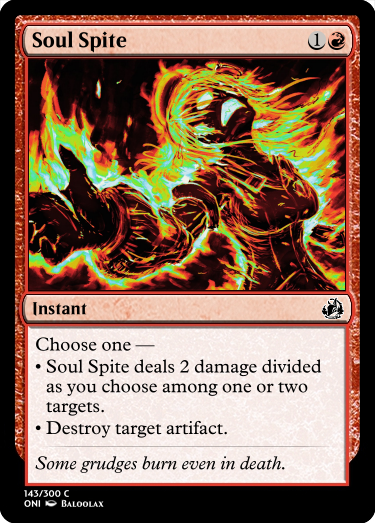 Soul Spite 1
Instant
Choose one —
• Soul Spite deals 2 damage divided
as you choose among one or two
targets.
• Destroy target artifact.
Some grudges burn even in death.
143/300 C
ONI Baloolax